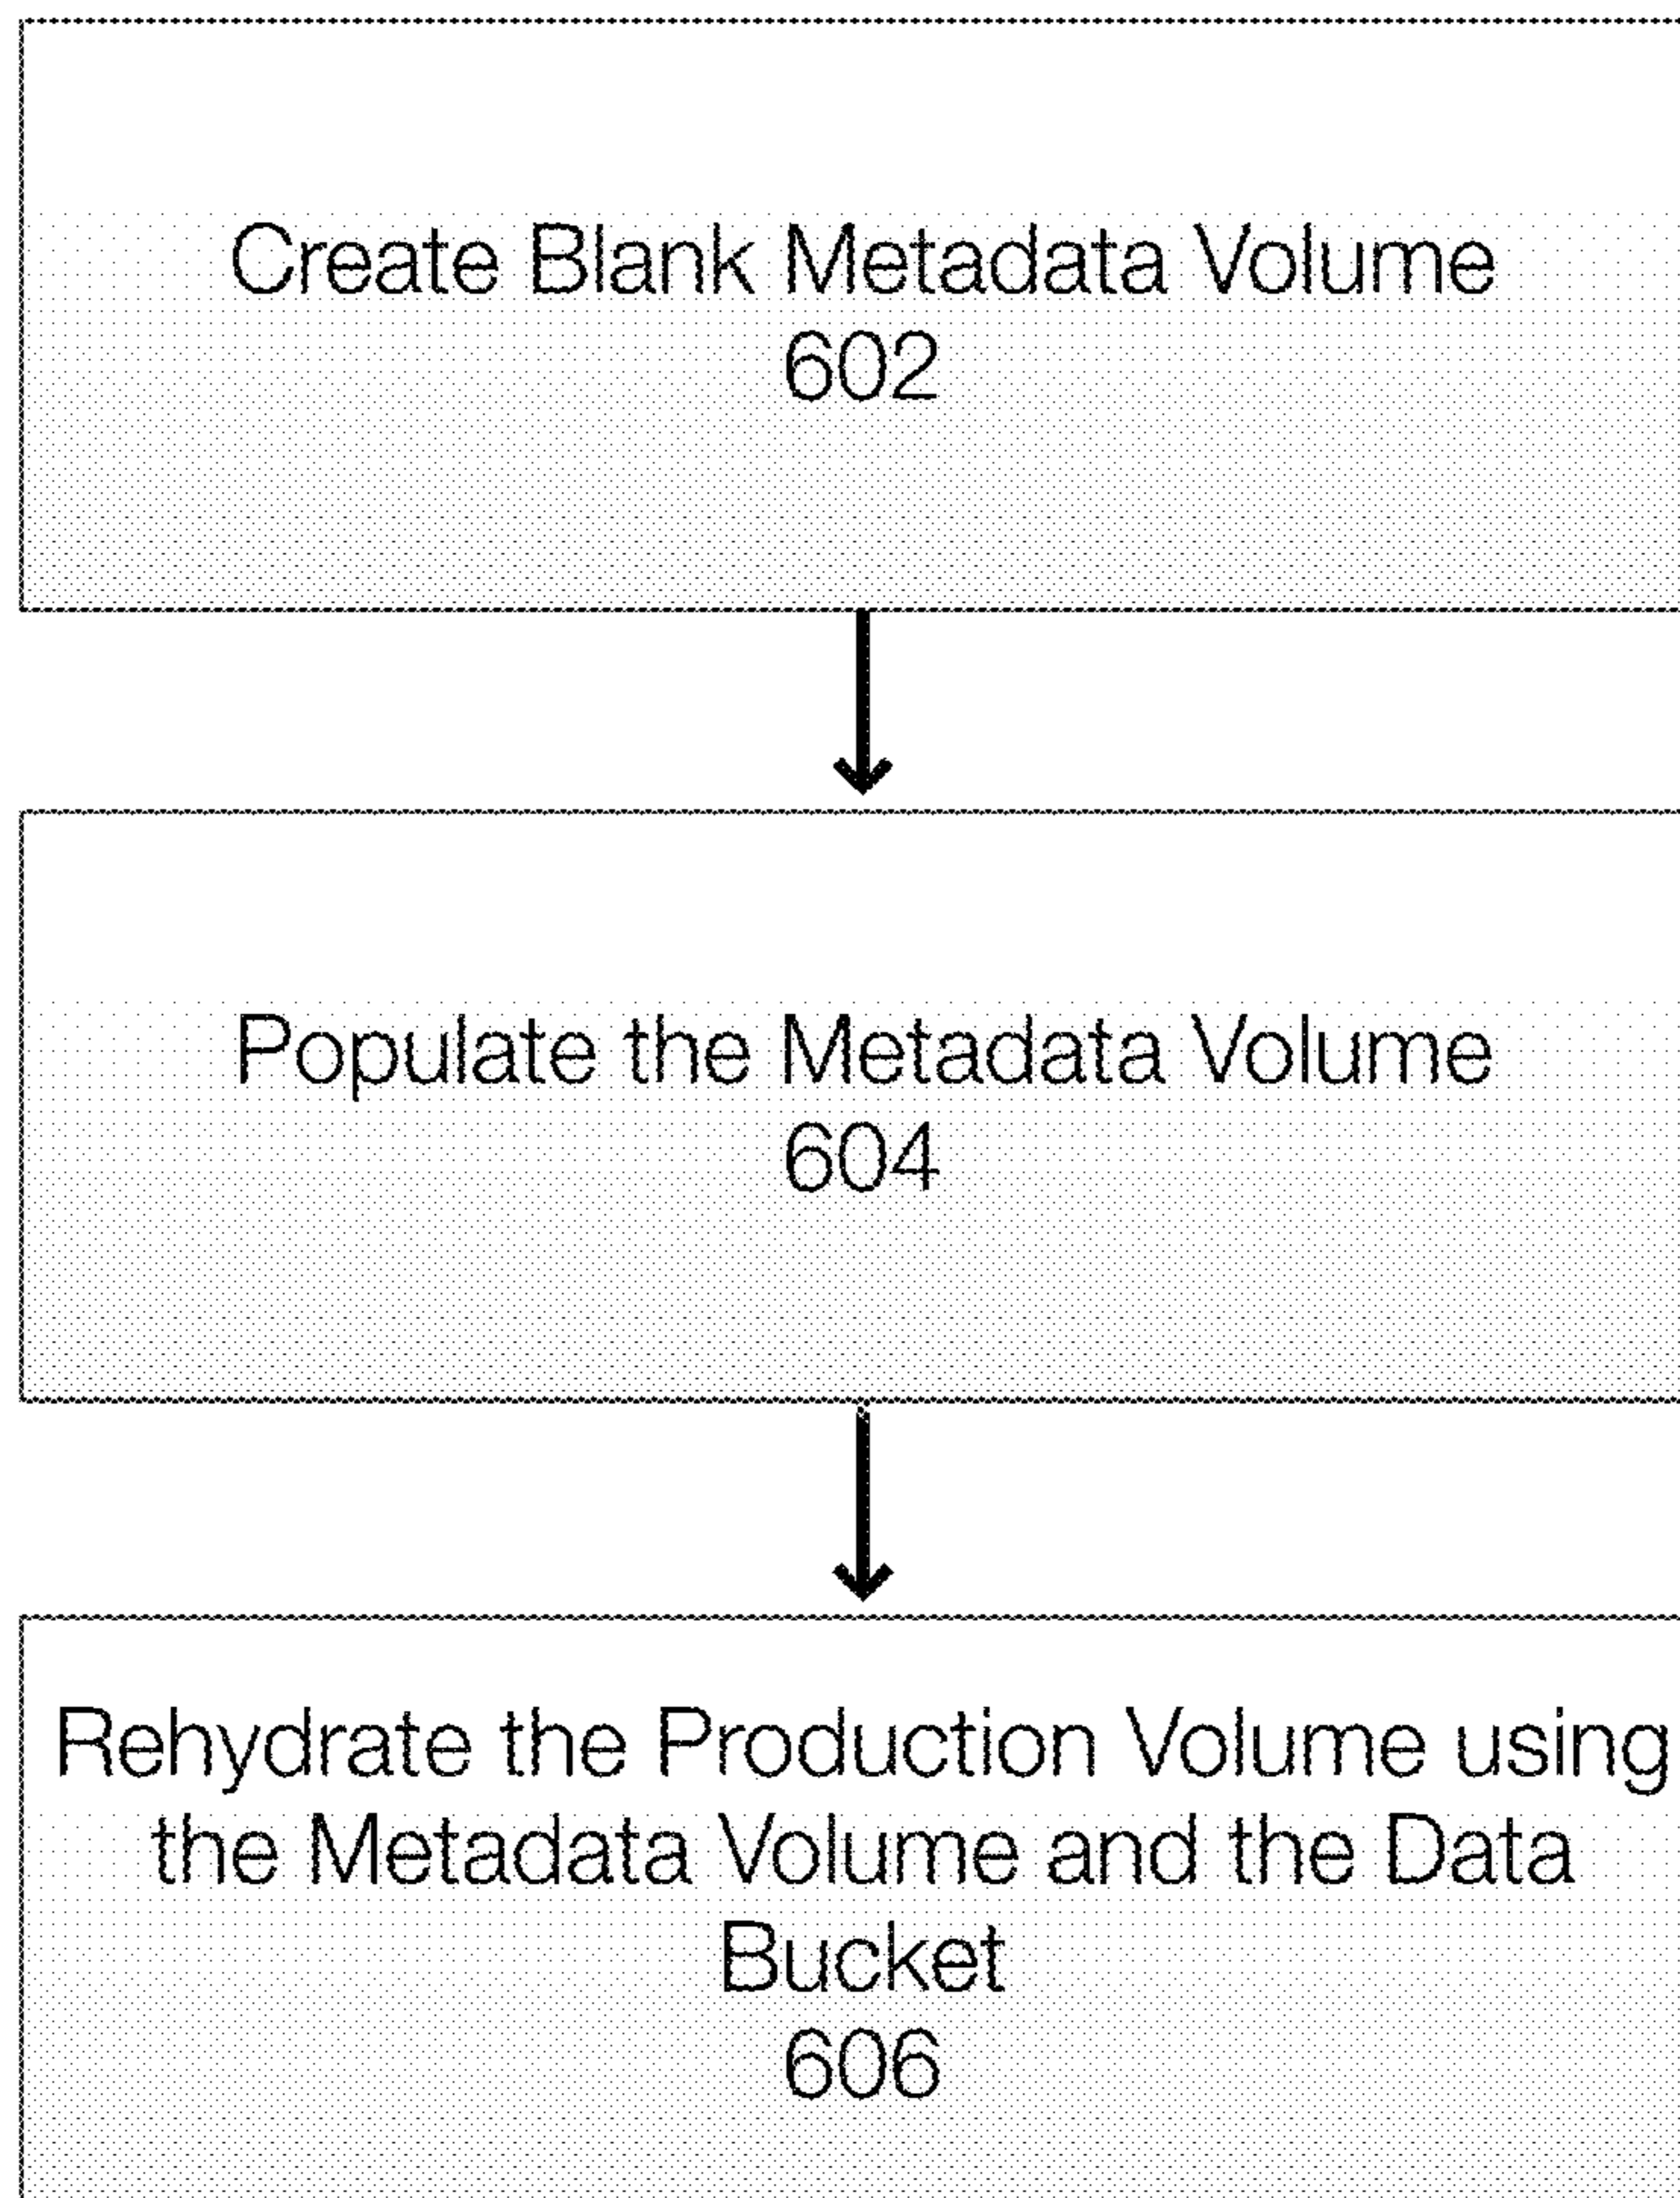 Create Blank Metadata Volume
602
Populate the Metadata Volume
604
Rehydrate the Production Volume using
the Metadata Volume and the Data
Bucket
606